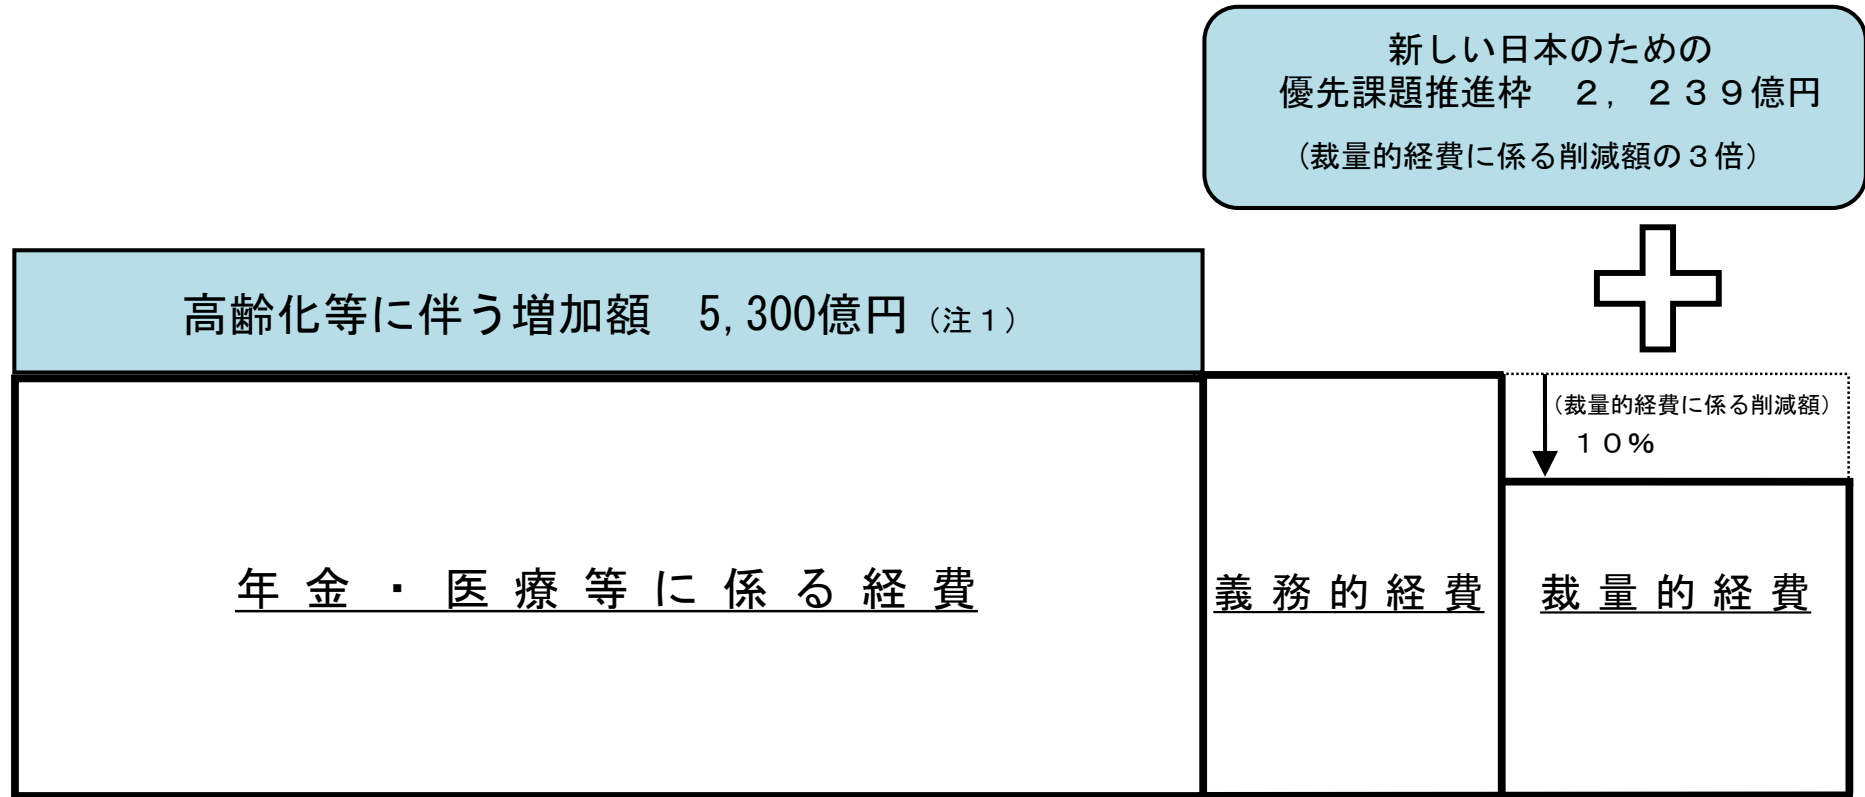 新しい日本のための
優先課題推進枠　２，２３９億円
（裁量的経費に係る削減額の３倍）
高齢化等に伴う増加額　5,300億円（注１）
（裁量的経費に係る削減額）
１０％
年金・医療等に係る経費
義務的経費
裁量的経費